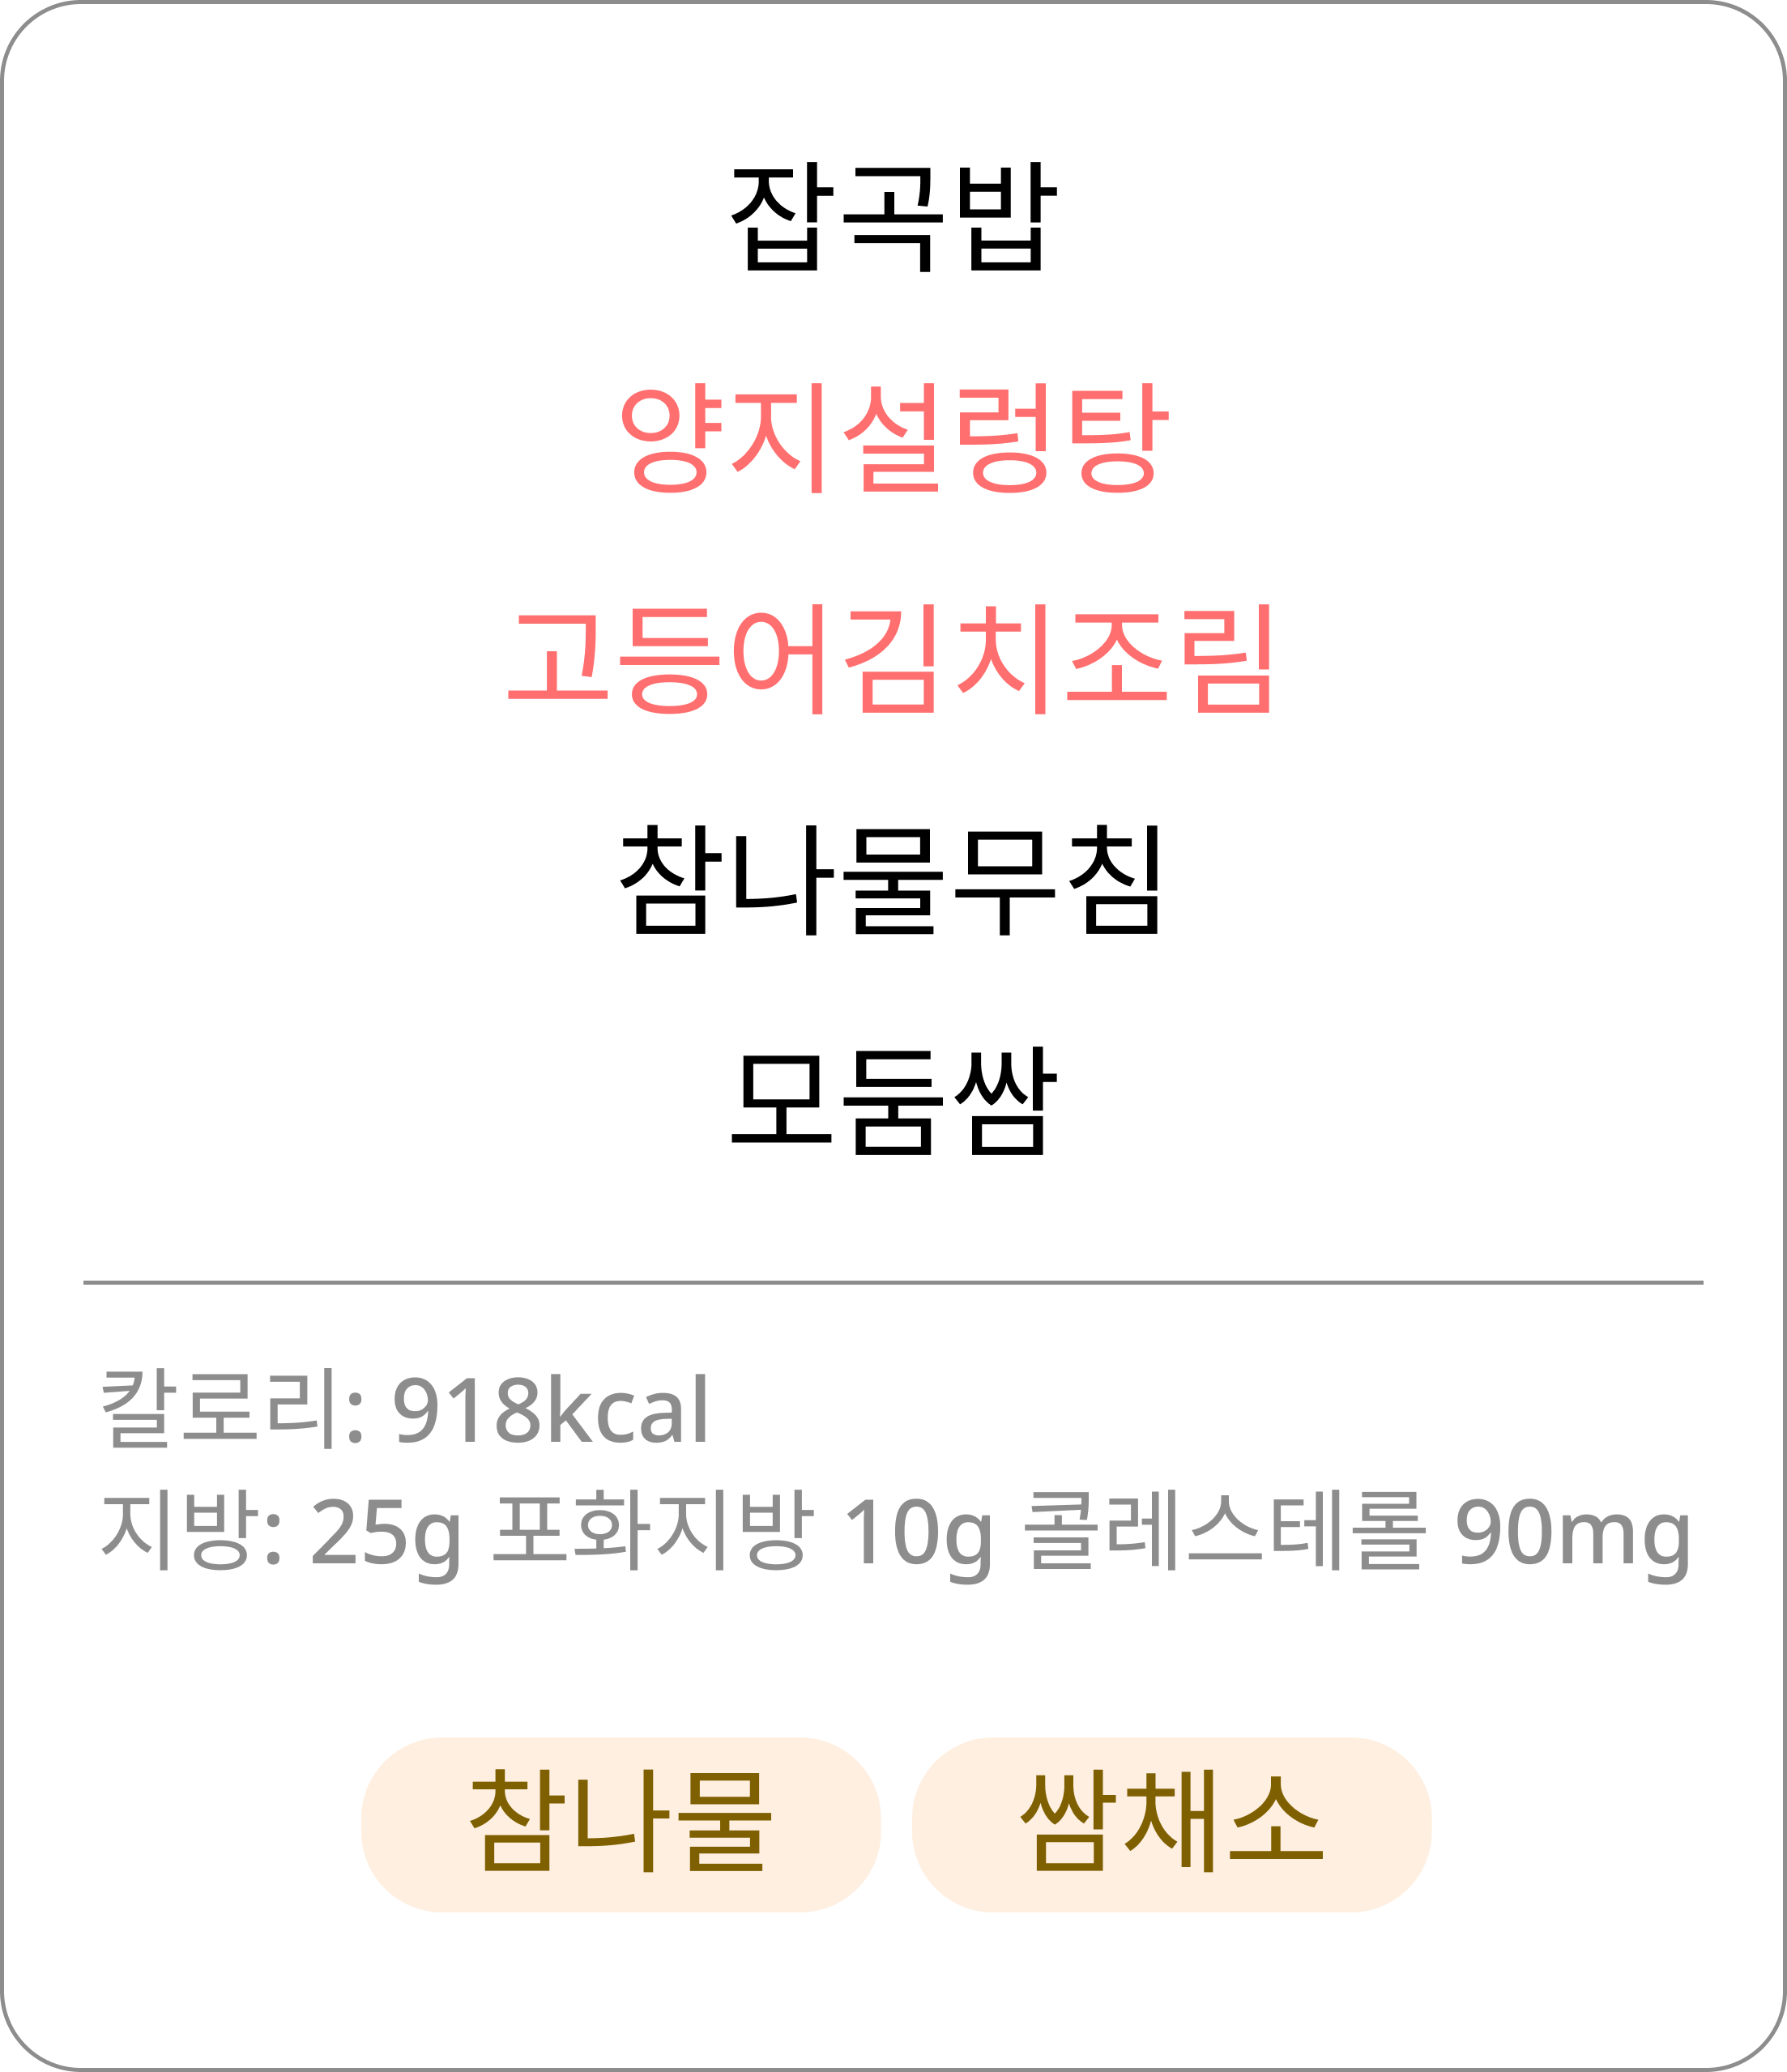 잡곡밥
양지설렁탕
고등어김치조림
참나물무침
모둠쌈
칼로리: 918kcal
지방: 25g 포화지방 10g 콜레스테롤 90mg
참나물 쌈채소